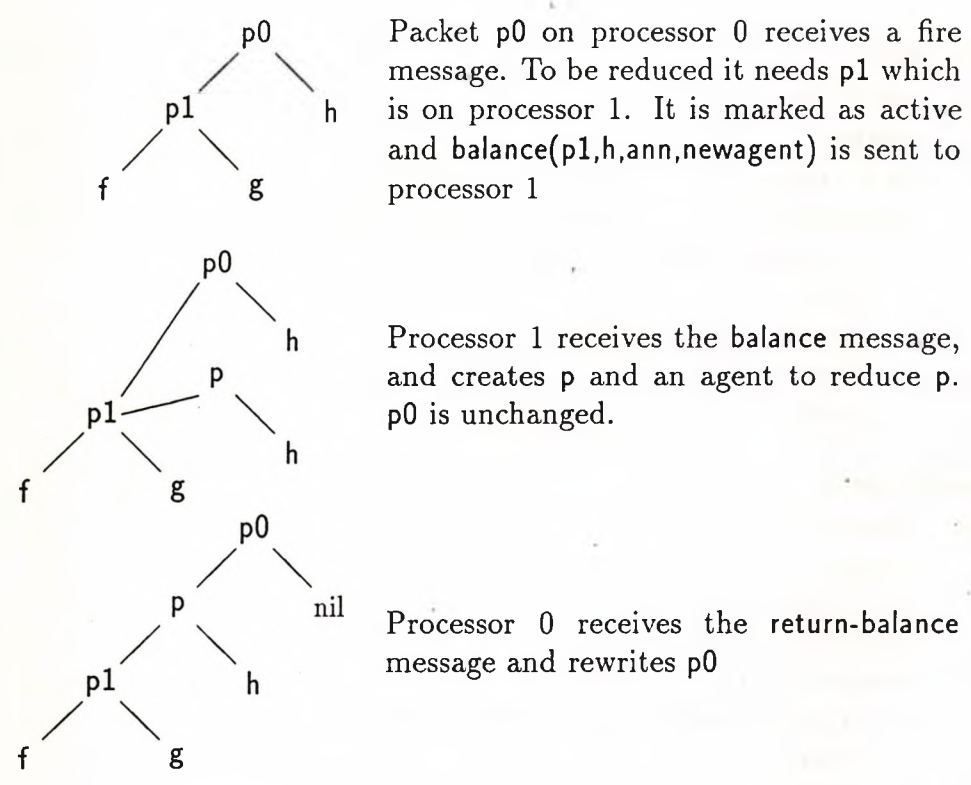 p0
p1
h
f
g
Packet p0 on processor 0 receives a fire
message. To be reduced it needs p1 which
is on processor 1. It is marked as active
and balance(p1,h,ann,newagent) is sent to
processor 1
p0
h
p
p1
h
f
g
Processor 1 receives the balance message,
and creates p and an agent to reduce p.
p0 is unchanged.
p0
p
nil
p1
h
f
g
Processor 0 receives the return-balance
message and rewrites p0